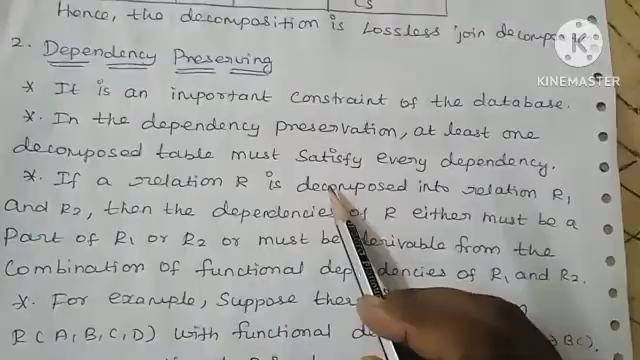 CS
Hence, the decomposition is Lossless join decompo
2. Dependency Preserving
* It is an important constraint of the database.
* In the dependency preservation, at least one
decomposed table must satisfy every dependency.
* If a relation R is decomposed into relation R1
and R2, then the dependencies of R either must be a
Part of R1 or R2 or must be derivable from the
Combination of functional dependencies of R1 and R2.
* For example, Suppose
R (A, B, C, D) with functional BC).
K
KINEMASTER